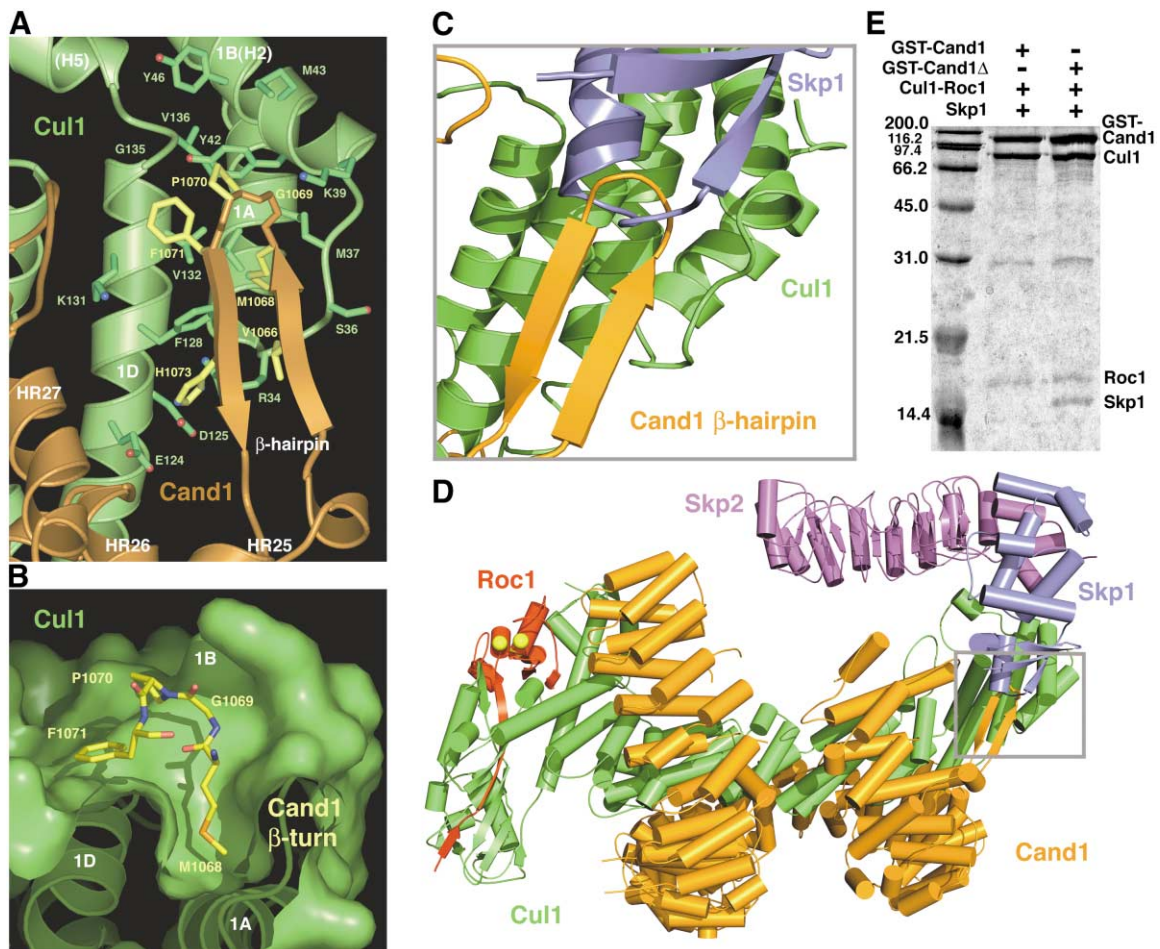 A
(H5)
1B(H2)
Y46
M43
Cul1
V136
Y42
G135
P1070
G1069
K39
1A
F1071
M37
V132
K131
M1068
S36
V1066
F128
1D
H1073
HR27
R34
D125
β-hairpin
E124
Cand1
HR26
HR25
B
Cul1
1B
P1070
G1069
F1071
Cand1
β-turn
M1068
1D
1A
C
Skp1
Cul1
Cand1 β-hairpin
D
Skp2
Roc1
Skp1
Cand1
Cul1
E
GST-Cand1 + -
GST-Cand1Δ - +
Cul1-Roc1 + +
Skp1 + +
200.0
116.2
97.4
66.2
45.0
31.0
21.5
14.4
GST-
Cand1
Cul1
Roc1
Skp1